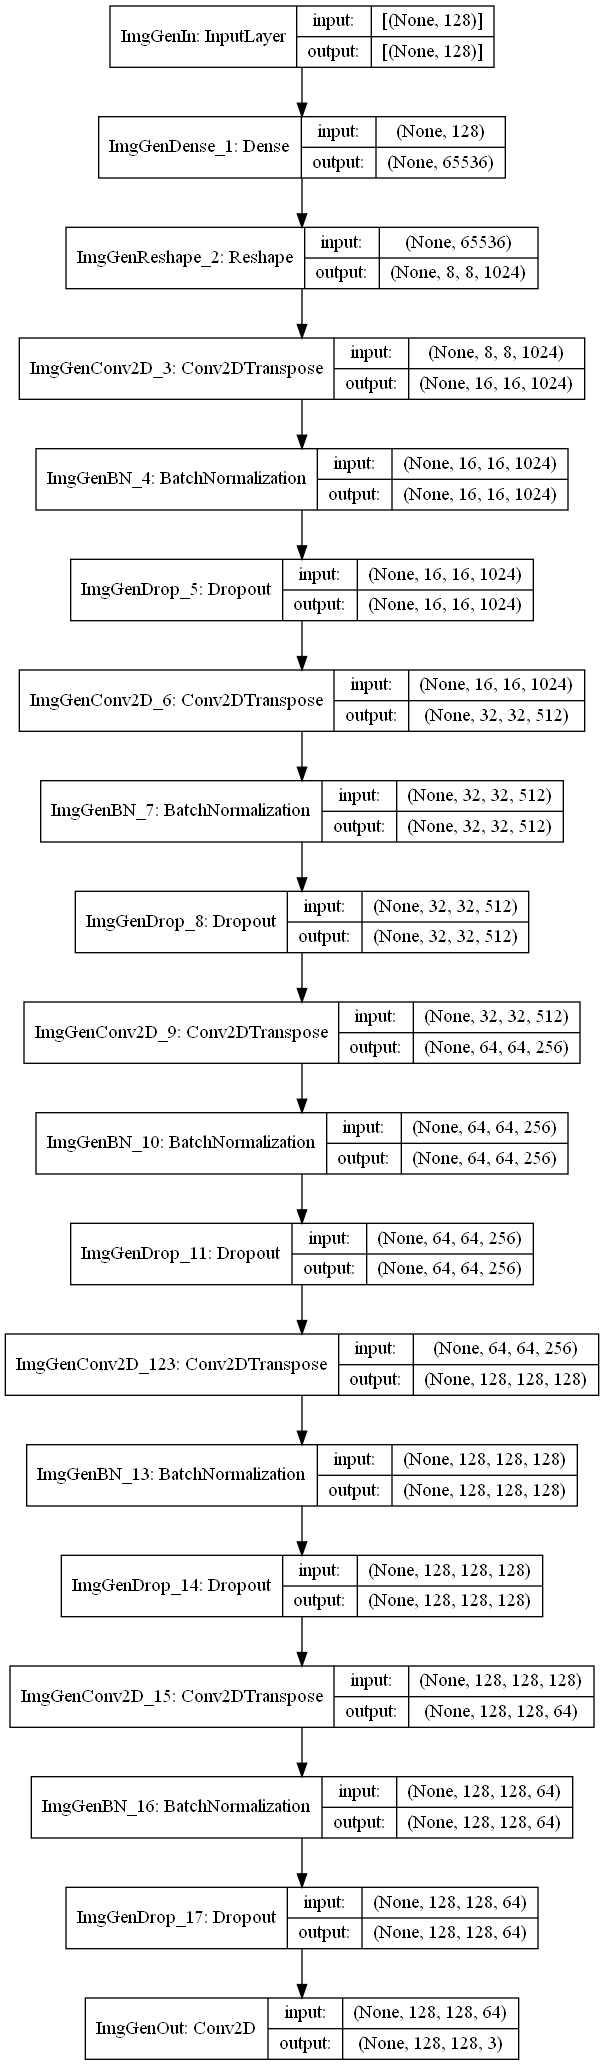 ImgGenIn: InputLayer
input: [(None, 128)]
output: [(None, 128)]
ImgGenDense_1: Dense
input: (None, 128)
output: (None, 65536)
ImgGenReshape_2: Reshape
input: (None, 65536)
output: (None, 8, 8, 1024)
ImgGenConv2D_3: Conv2DTranspose
input: (None, 8, 8, 1024)
output: (None, 16, 16, 1024)
ImgGenBN_4: BatchNormalization
input: (None, 16, 16, 1024)
output: (None, 16, 16, 1024)
ImgGenDrop_5: Dropout
input: (None, 16, 16, 1024)
output: (None, 16, 16, 1024)
ImgGenConv2D_6: Conv2DTranspose
input: (None, 16, 16, 1024)
output: (None, 32, 32, 512)
ImgGenBN_7: BatchNormalization
input: (None, 32, 32, 512)
output: (None, 32, 32, 512)
ImgGenDrop_8: Dropout
input: (None, 32, 32, 512)
output: (None, 32, 32, 512)
ImgGenConv2D_9: Conv2DTranspose
input: (None, 32, 32, 512)
output: (None, 64, 64, 256)
ImgGenBN_10: BatchNormalization
input: (None, 64, 64, 256)
output: (None, 64, 64, 256)
ImgGenDrop_11: Dropout
input: (None, 64, 64, 256)
output: (None, 64, 64, 256)
ImgGenConv2D_123: Conv2DTranspose
input: (None, 64, 64, 256)
output: (None, 128, 128, 128)
ImgGenBN_13: BatchNormalization
input: (None, 128, 128, 128)
output: (None, 128, 128, 128)
ImgGenDrop_14: Dropout
input: (None, 128, 128, 128)
output: (None, 128, 128, 128)
ImgGenConv2D_15: Conv2DTranspose
input: (None, 128, 128, 128)
output: (None, 128, 128, 64)
ImgGenBN_16: BatchNormalization
input: (None, 128, 128, 64)
output: (None, 128, 128, 64)
ImgGenDrop_17: Dropout
input: (None, 128, 128, 64)
output: (None, 128, 128, 64)
ImgGenOut: Conv2D
input: (None, 128, 128, 64)
output: (None, 128, 128, 3)